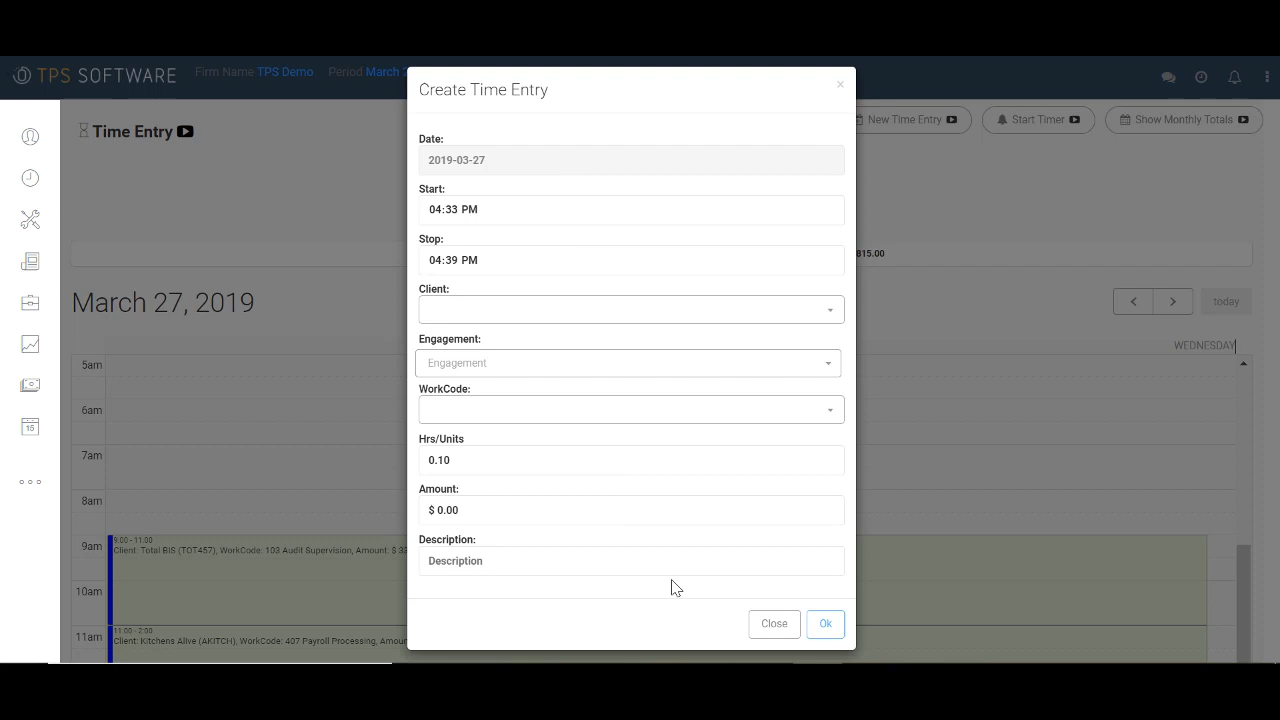 TPS SOFTWARE
Firm Name TPS Demo Period March 2
Create Time Entry
×
Time Entry
New Time Entry
Start Timer
Show Monthly Totals
Date:
2019-03-27
Start:
04:33 PM
Stop:
04:39 PM
815.00
Client:
March 27, 2019
today
Engagement:
Engagement
WEDNESDAY
WorkCode:
Hrs/Units
0.10
Amount:
$ 0.00
Description:
Description
Close
Ok
5am
6am
7am
8am
9am
9:00 - 11:00
Client: Total BIS (TOT457), WorkCode: 103 Audit Supervision, Amount: $ 33
10am
11am
11:00 - 2:00
Client: Kitchens Alive (AKITCH), WorkCode: 407 Payroll Processing, Amoun
15